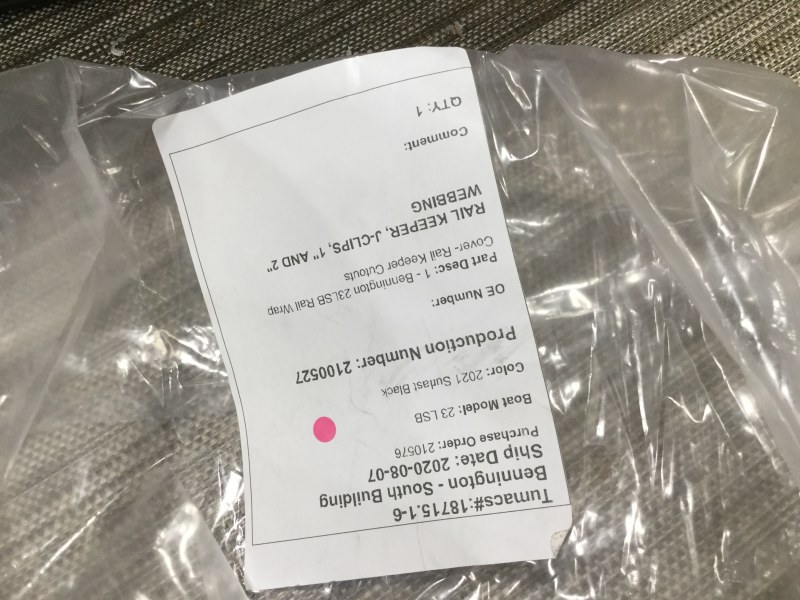 Tumacs#:18715.1-6
Bennington - South Building
Ship Date: 2020-08-07
Purchase Order: 210576
Boat Model: 23 LSB
Color: 2021 Surlast Black
Production Number: 2100527
OE Number:
Part Desc: 1 - Bennington 23LSB Rail Wrap
Cover- Rail Keeper Cutouts
RAIL KEEPER, J-CLIPS, 1" AND 2"
WEBBING
Comment:
QTY: 1